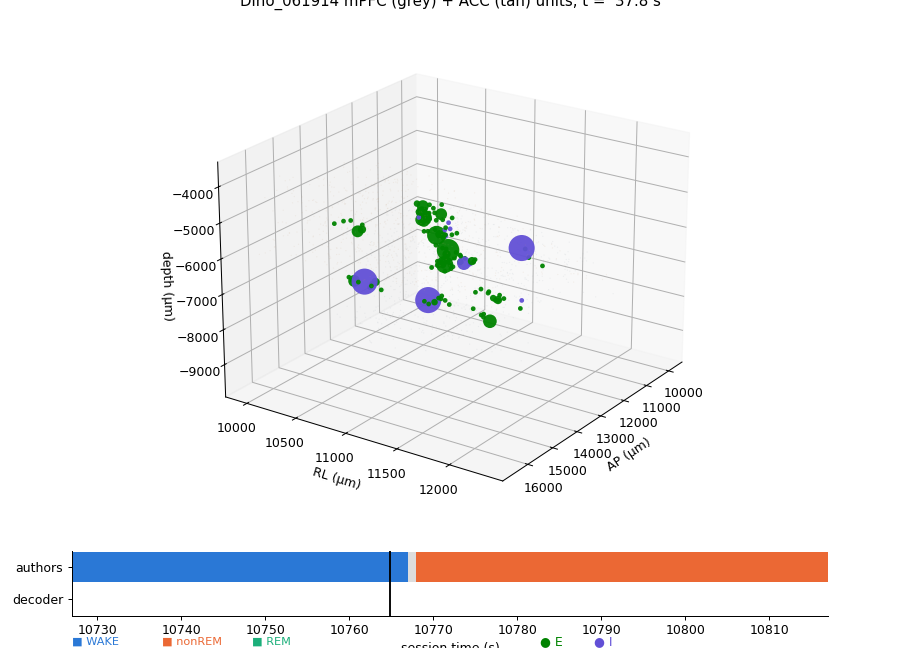 Dino_061914 mPFC (grey) + ACC (tan) units, t = 37.8 s
−4000
−5000
−6000
−7000
−8000
−9000
depth (μm)
10000
10500
11000
11500
12000
RL (μm)
10000
11000
12000
13000
14000
15000
16000
AP (μm)
authors
decoder
10730 10740 10750 10760 10770 10780 10790 10800 10810
session time (s)
WAKE nonREM REM E I